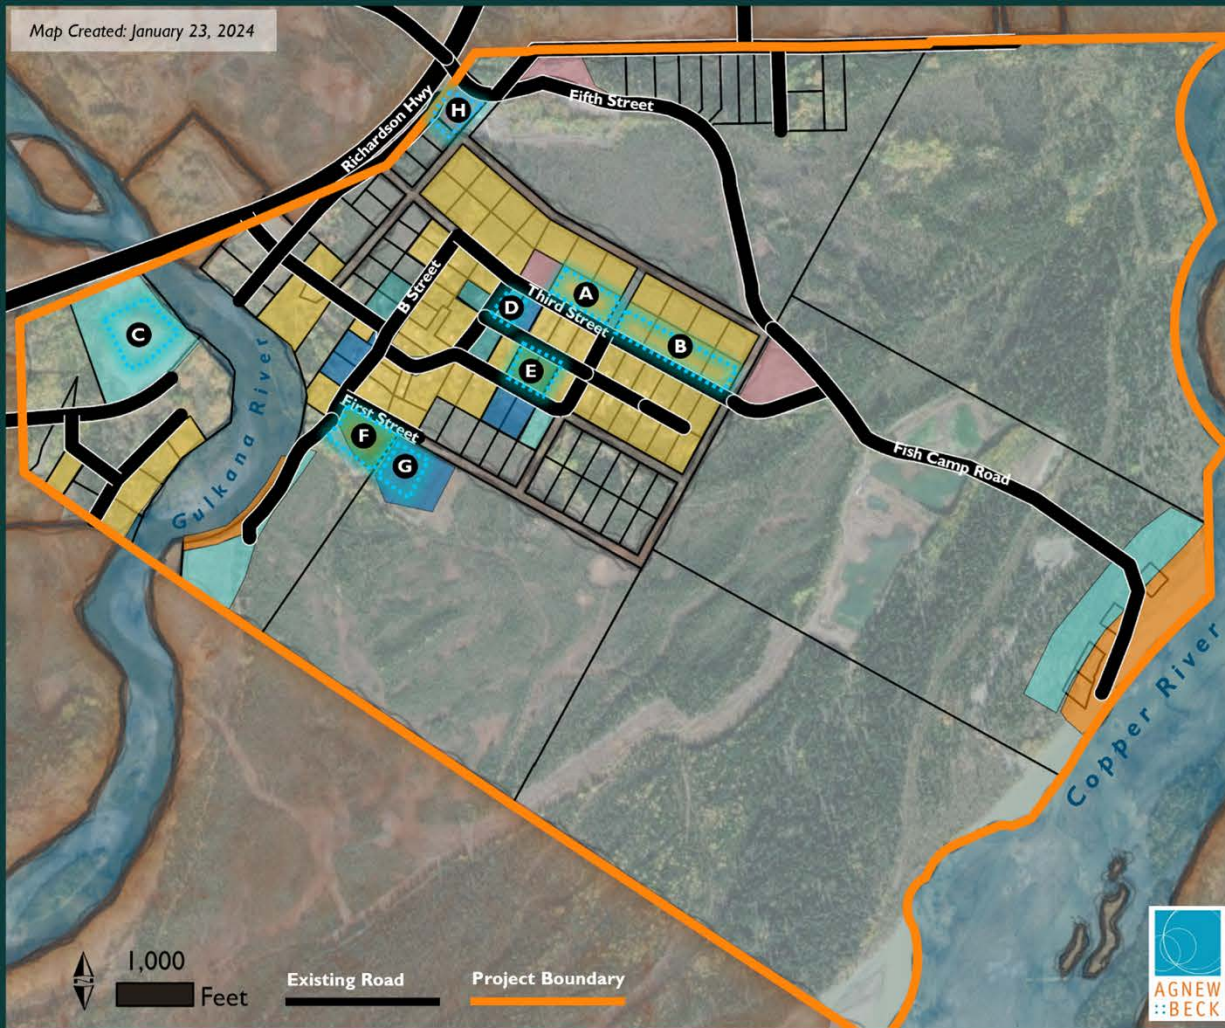 Map Created: January 23, 2024
Richardson Hwy
H
Fifth Street
B Street
A
Third Street
D
B
C
E
Gulkana River
First Street
F
G
Fish Camp Road
Copper River
1,000
Feet
N
Existing Road
Project Boundary
AGNEW
::BECK